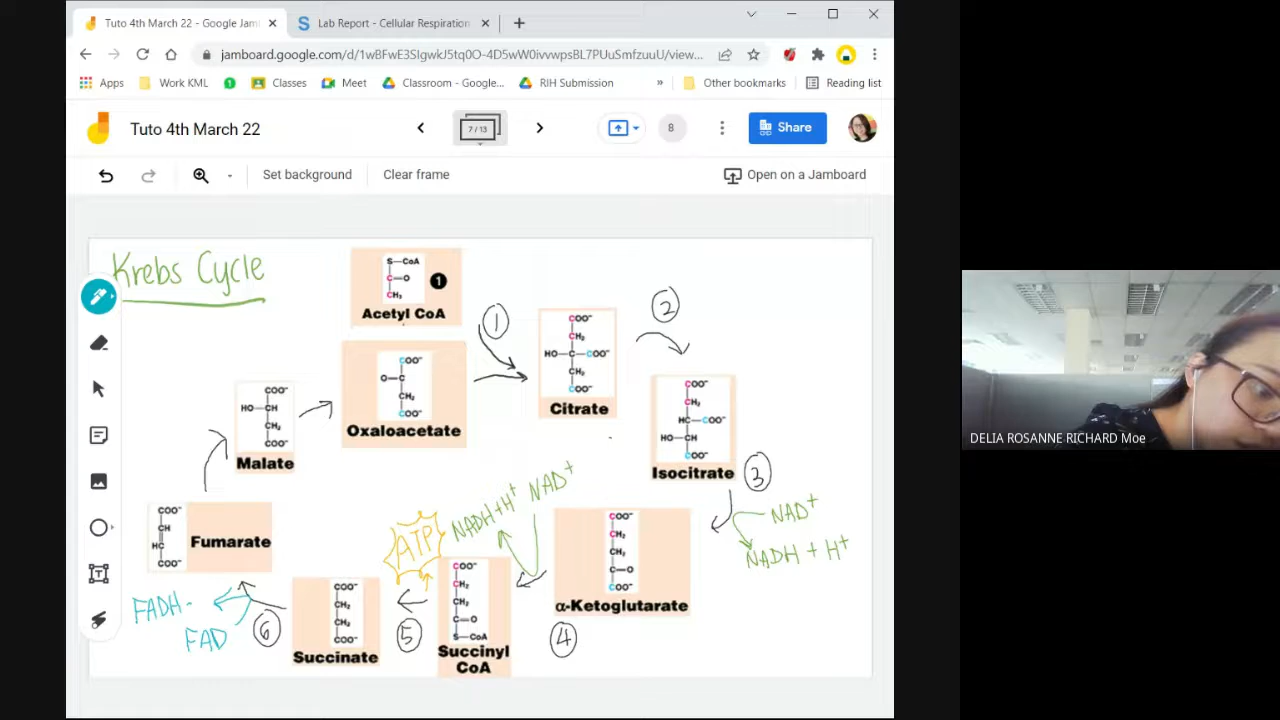 Tuto 4th March 22 - Google Jam
Lab Report - Cellular Respiration
jamboard.google.com/d/
/view...
Apps
Work KML
1
Classes
Meet
Classroom - Google...
RIH Submission
»
Other bookmarks
Reading list
Tuto 4th March 22
7 / 13
8
Share
Set background
Clear frame
Open on a Jamboard
Krebs Cycle
S—CoA
C—O
CH₃
1
Acetyl CoA
COO⁻
O—C
CH₂
COO⁻
Oxaloacetate
1
COO⁻
CH₂
HO—C—COO⁻
CH₂
COO⁻
Citrate
2
COO⁻
CH₂
HC—COO⁻
HO—CH
COO⁻
Isocitrate
3
NAD⁺
NADH + H⁺
COO⁻
CH₂
CH₂
C—O
COO⁻
α-Ketoglutarate
4
NAD⁺
NADH+H⁺
COO⁻
CH₂
CH₂
C—O
S—CoA
Succinyl
CoA
5
ATP
COO⁻
CH₂
CH₂
COO⁻
Succinate
6
FAD
FADH-
COO⁻
CH
HC
COO⁻
Fumarate
COO⁻
HO—CH
CH₂
COO⁻
Malate
DELIA ROSANNE RICHARD Moe